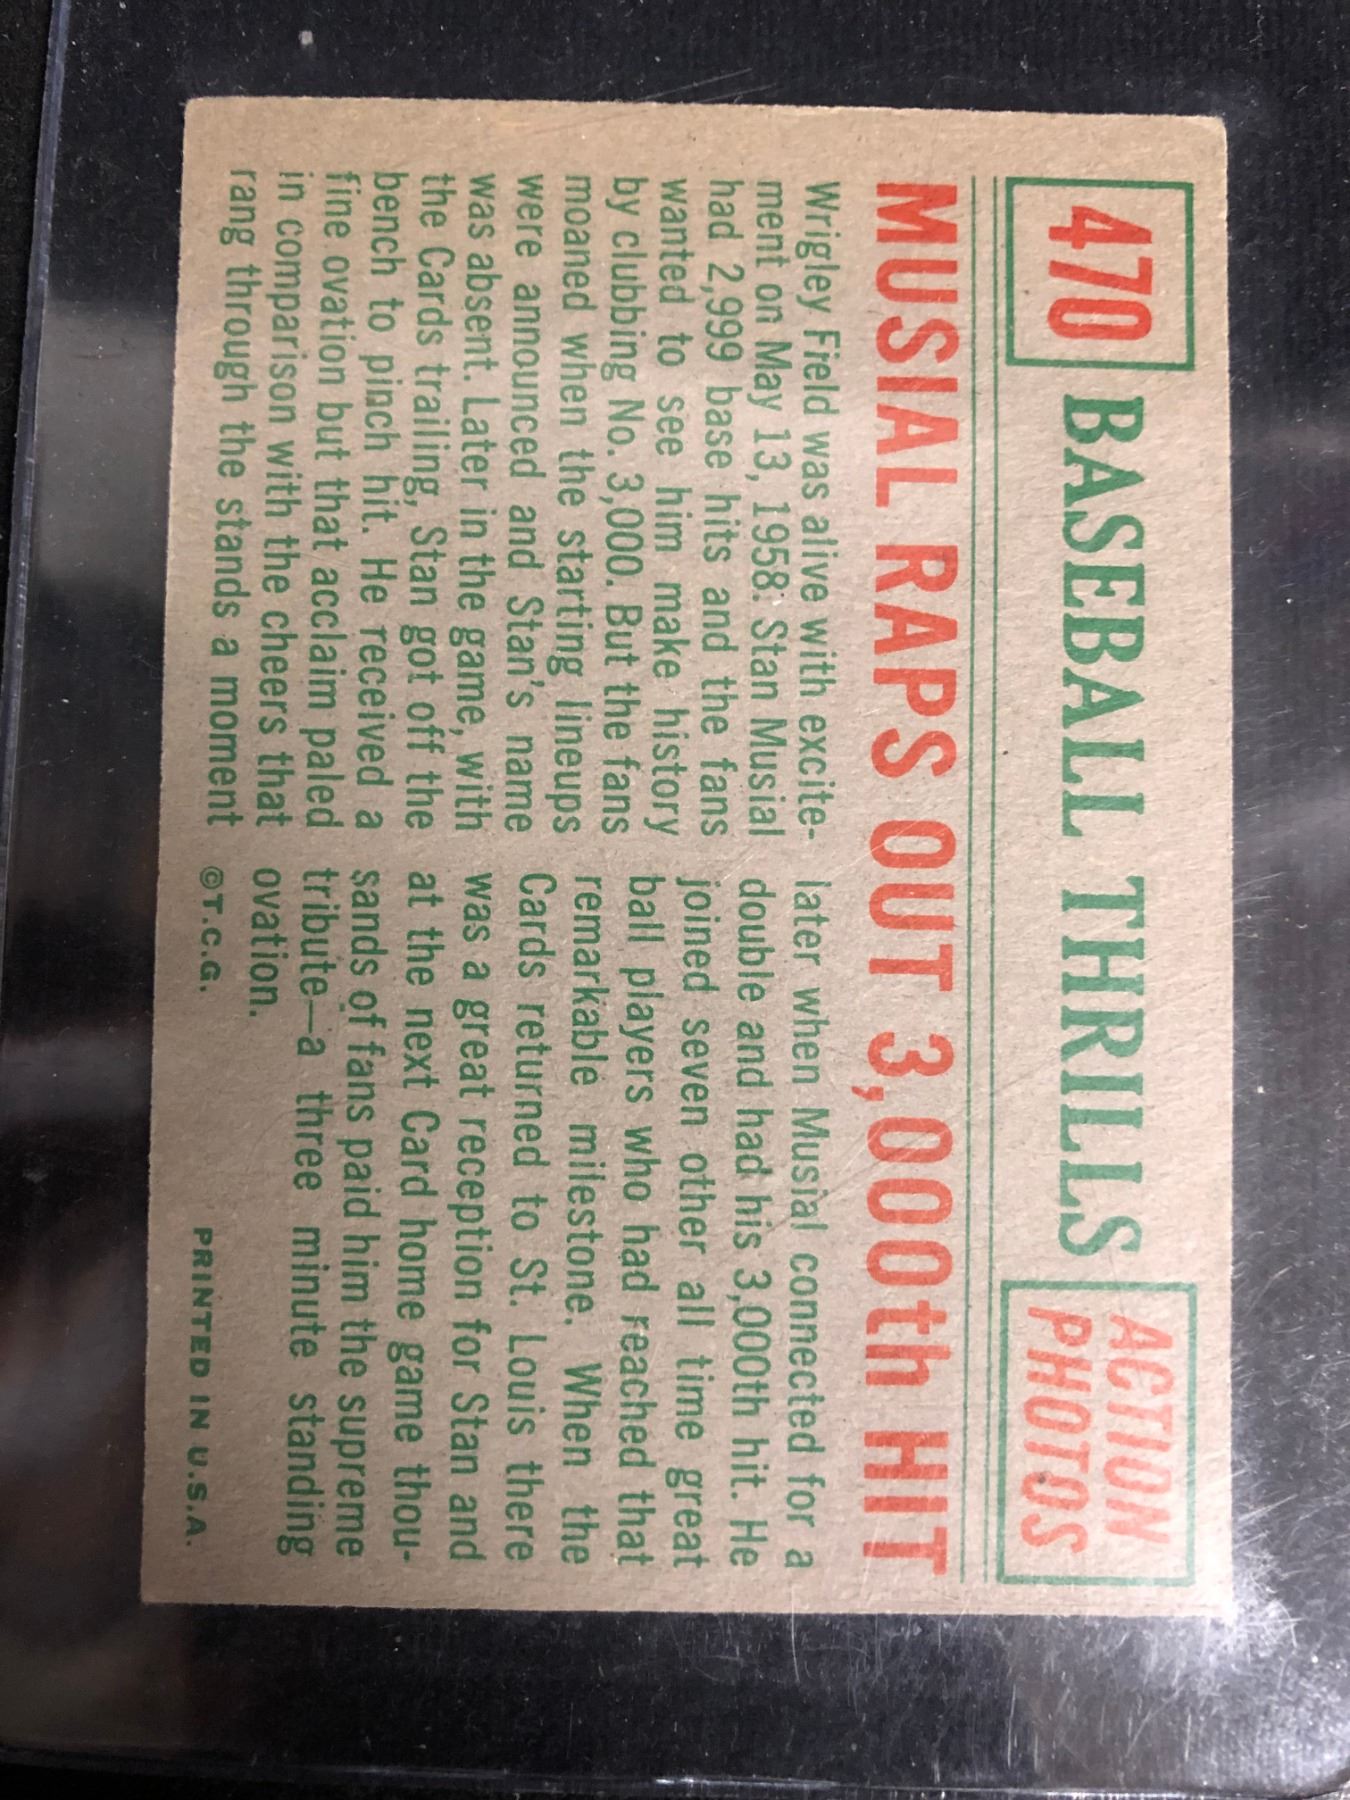 470 BASEBALL THRILLS ACTION PHOTOS
MUSIAL RAPS OUT 3,000th HIT
Wrigley Field was alive with excite-
ment on May 13, 1958. Stan Musial
had 2,999 base hits and the fans
wanted to see him make history
by clubbing No. 3,000. But the fans
moaned when the starting lineups
were announced and Stan's name
was absent. Later in the game, with
the Cards trailing, Stan got off the
bench to pinch hit. He received a
fine ovation but that acclaim paled
in comparison with the cheers that
rang through the stands a moment
later when Musial connected for a
double and had his 3,000th hit. He
joined seven other all time great
ball players who had reached that
remarkable milestone. When the
Cards returned to St. Louis there
was a great reception for Stan and
at the next Card home game thou-
sands of fans paid him the supreme
tribute—a three minute standing
ovation.
©T.C.G. PRINTED IN U.S.A.